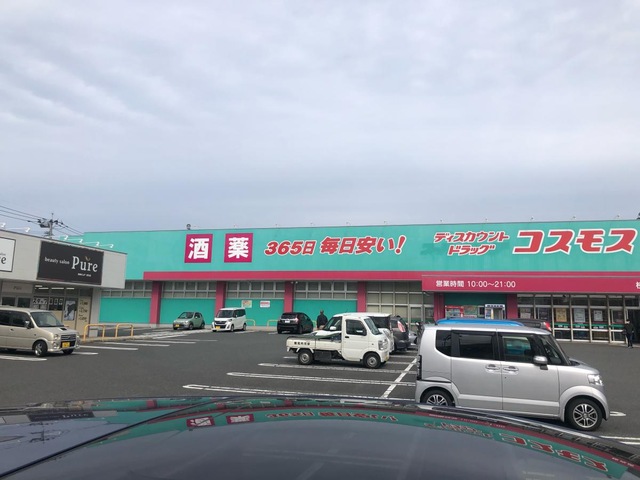 酒 薬 365日 毎日安い!
ディスカウント
ドラッグ
コスモス
営業時間 10:00〜21:00
beauty salon Pure